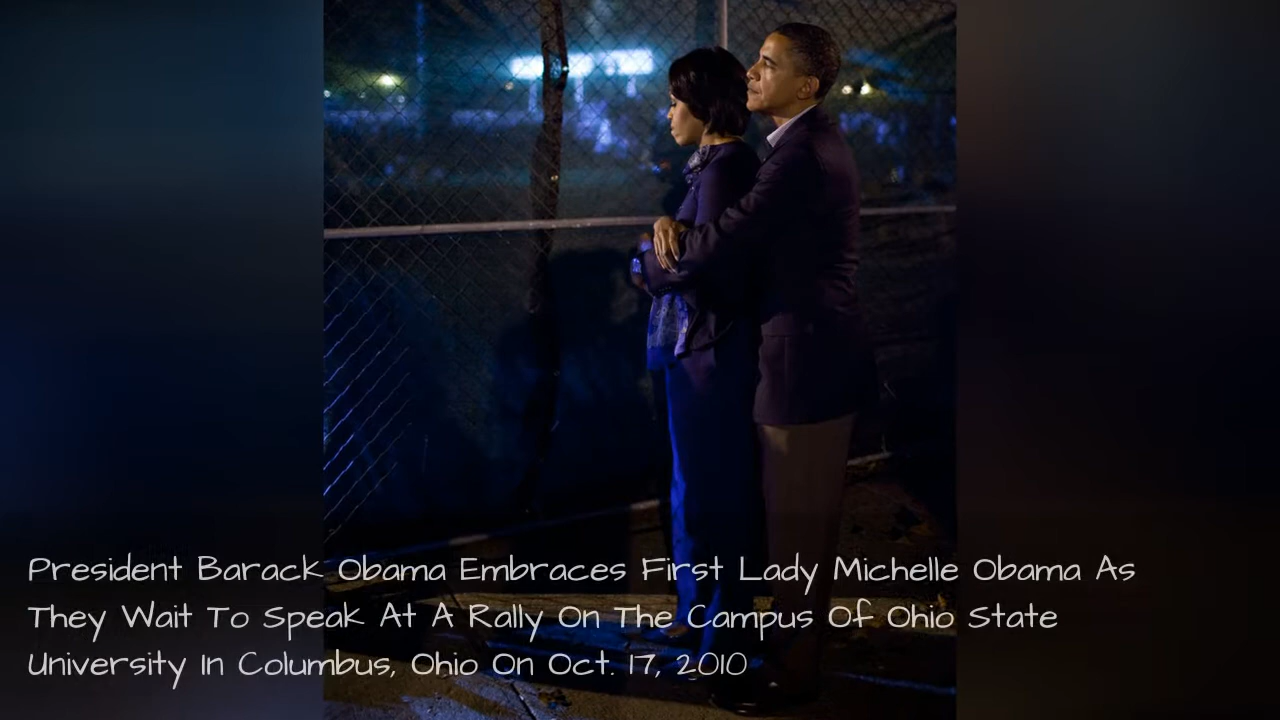 President Barack Obama Embraces First Lady Michelle Obama As
They Wait To Speak At A Rally On The Campus Of Ohio State
University In Columbus, Ohio On Oct. 17, 2010